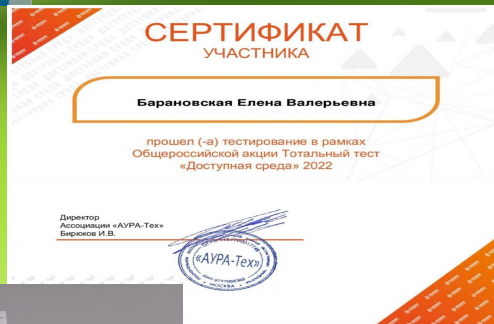 СЕРТИФИКАТ
УЧАСТНИКА
Барановская Елена Валерьевна
прошел (-а) тестирование в рамках
Общероссийской акции Тотальный тест
«Доступная среда» 2022
Директор
Ассоциации «АУРА-Тех»
Бирюков И.В.
«АУРА-Тех»
МОСКВА